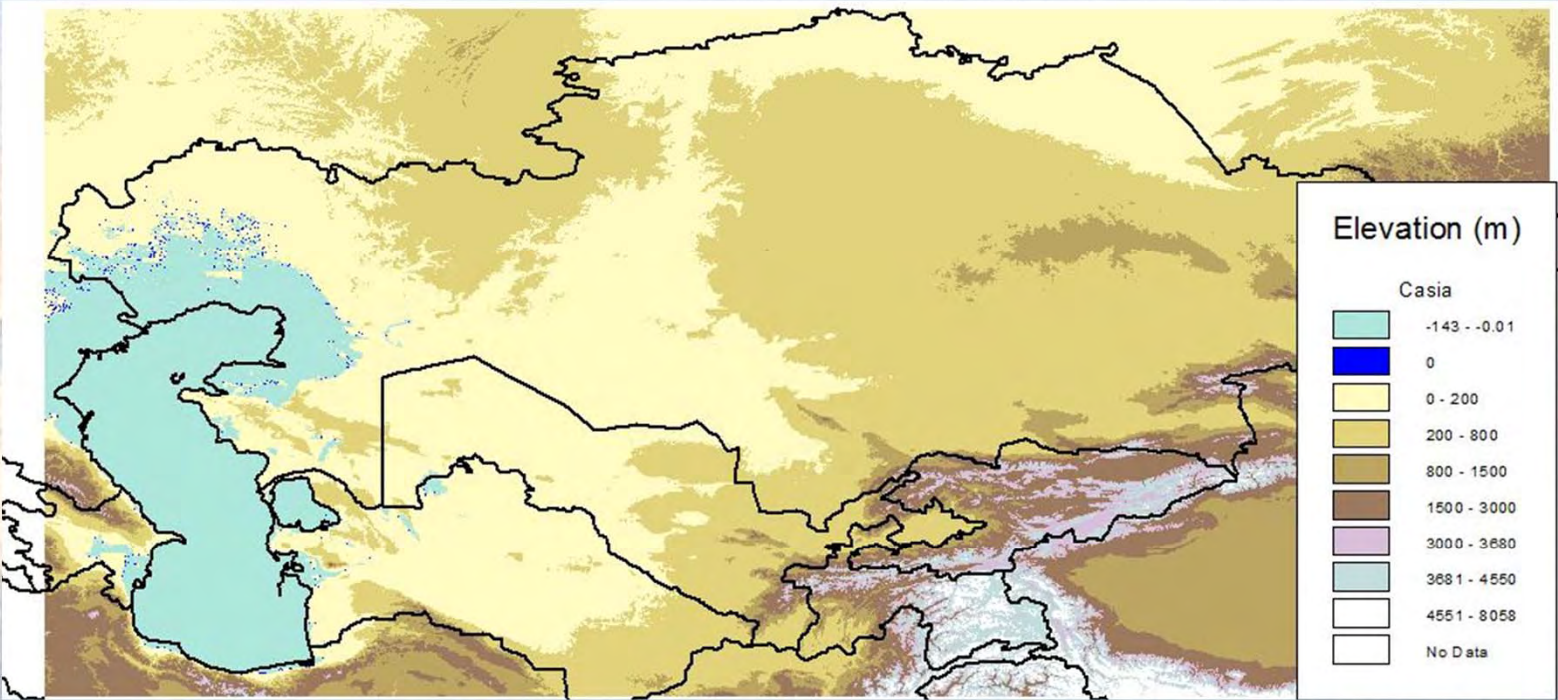 Elevation (m)
Casia
-143 - -0.01
0
0 - 200
200 - 800
800 - 1500
1500 - 3000
3000 - 3680
3681 - 4550
4551 - 8058
No Data